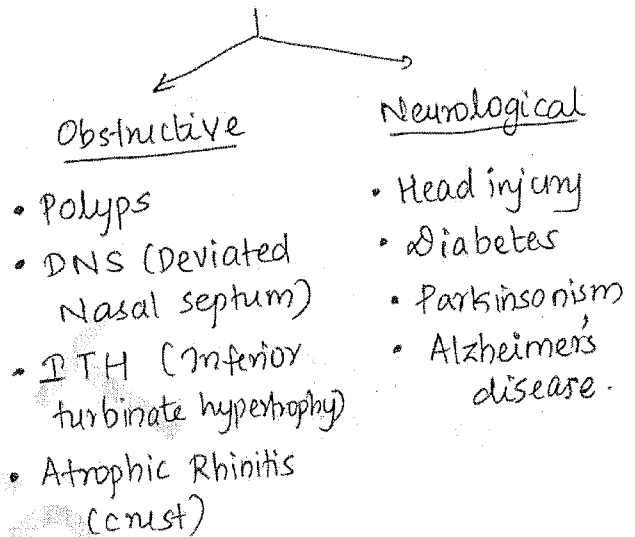 Obstructive
• Polyps
• DNS (Deviated
Nasal septum)
• ITH (Inferior
turbinate hypertrophy)
• Atrophic Rhinitis
(crust)
Neurological
• Head injury
• Diabetes
• Parkinsonism
• Alzheimer's
disease.